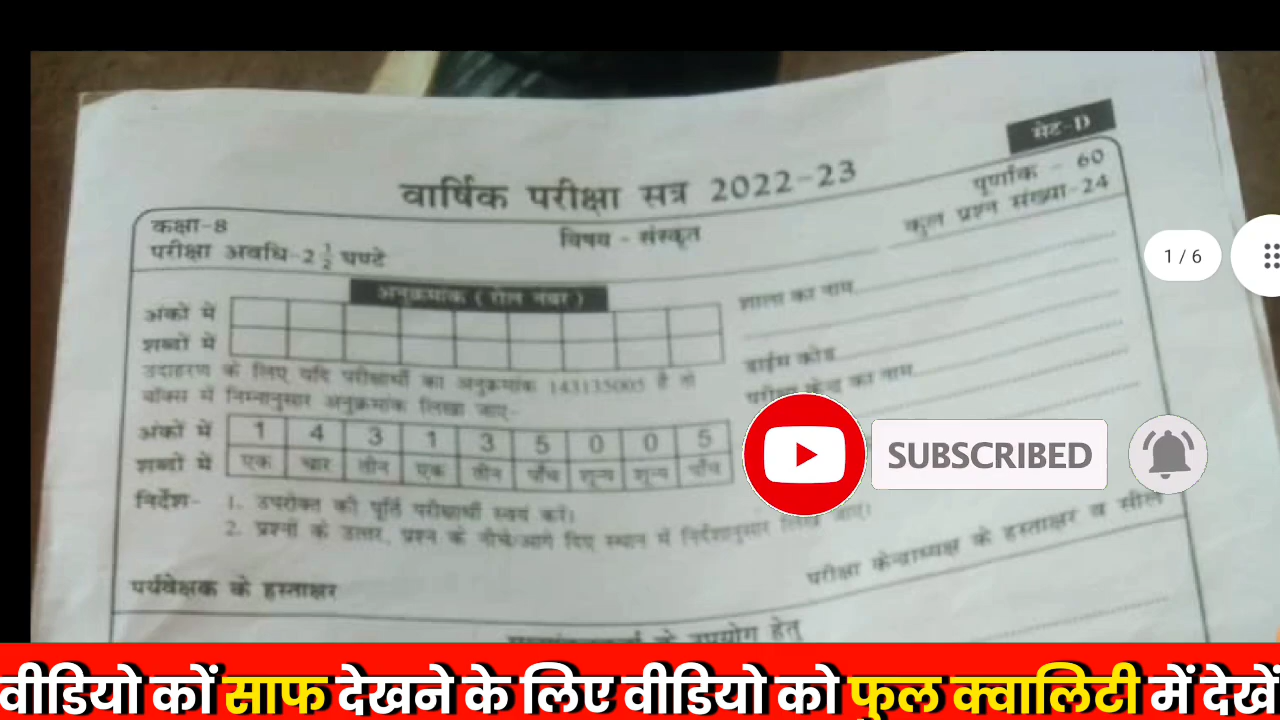 सेट-D
वार्षिक परीक्षा सत्र 2022-23
कक्षा-8
विषय - संस्कृत
पूर्णांक - 60
परीक्षा अवधि-2 1/2 घण्टे
कुल प्रश्न संख्या-24
1 / 6
अनुक्रमांक ( रोल नंबर )
अंकों में
शाला का नाम
शब्दों में
डाईस कोड
उदाहरण के लिए यदि परीक्षार्थी का अनुक्रमांक 143135005 है तो
परीक्षा केन्द्र का नाम
बॉक्स में निम्नानुसार अनुक्रमांक लिखा जाए-
अंकों में 1 4 3 1 3 5 0 0 5
शब्दों में एक चार तीन एक तीन पाँच शून्य शून्य पाँच
SUBSCRIBED
निर्देश- 1. उपरोक्त की पूर्ति परीक्षार्थी स्वयं करें।
2. प्रश्नों के उत्तर, प्रश्न के नीचे/आगे दिए स्थान में निर्देशानुसार लिखे जाए।
पर्यवेक्षक के हस्ताक्षर
परीक्षा केन्द्राध्यक्ष के हस्ताक्षर व सील
के उपयोग हेतु
वीडियो कों साफ देखने के लिए वीडियो को फुल क्वालिटी में देखें